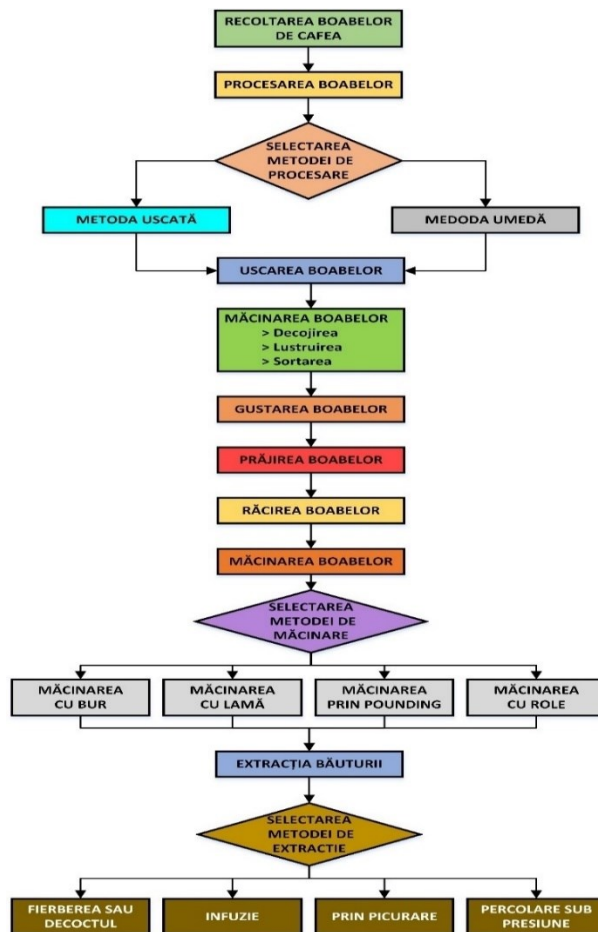 RECOLTAREA BOABELOR
DE CAFEA
PROCESAREA BOABELOR
SELECTAREA
METODEI DE
PROCESARE
METODA USCATĂ
MEDODA UMEDĂ
USCAREA BOABELOR
MĂCINAREA BOABELOR
> Decojirea
> Lustruirea
> Sortarea
GUSTAREA BOABELOR
PRĂJIREA BOABELOR
RĂCIREA BOABELOR
MĂCINAREA BOABELOR
SELECTAREA
METODEI DE
MĂCINARE
MĂCINAREA
CU BUR
MĂCINAREA
CU LAMĂ
MĂCINAREA
PRIN POUNDING
MĂCINAREA
CU ROLE
EXTRACȚIA BĂUTURII
SELECTAREA
METODEI DE
EXTRACTIE
FIERBEREA SAU
DECOCTUL
INFUZIE
PRIN PICURARE
PERCOLARE SUB
PRESIUNE